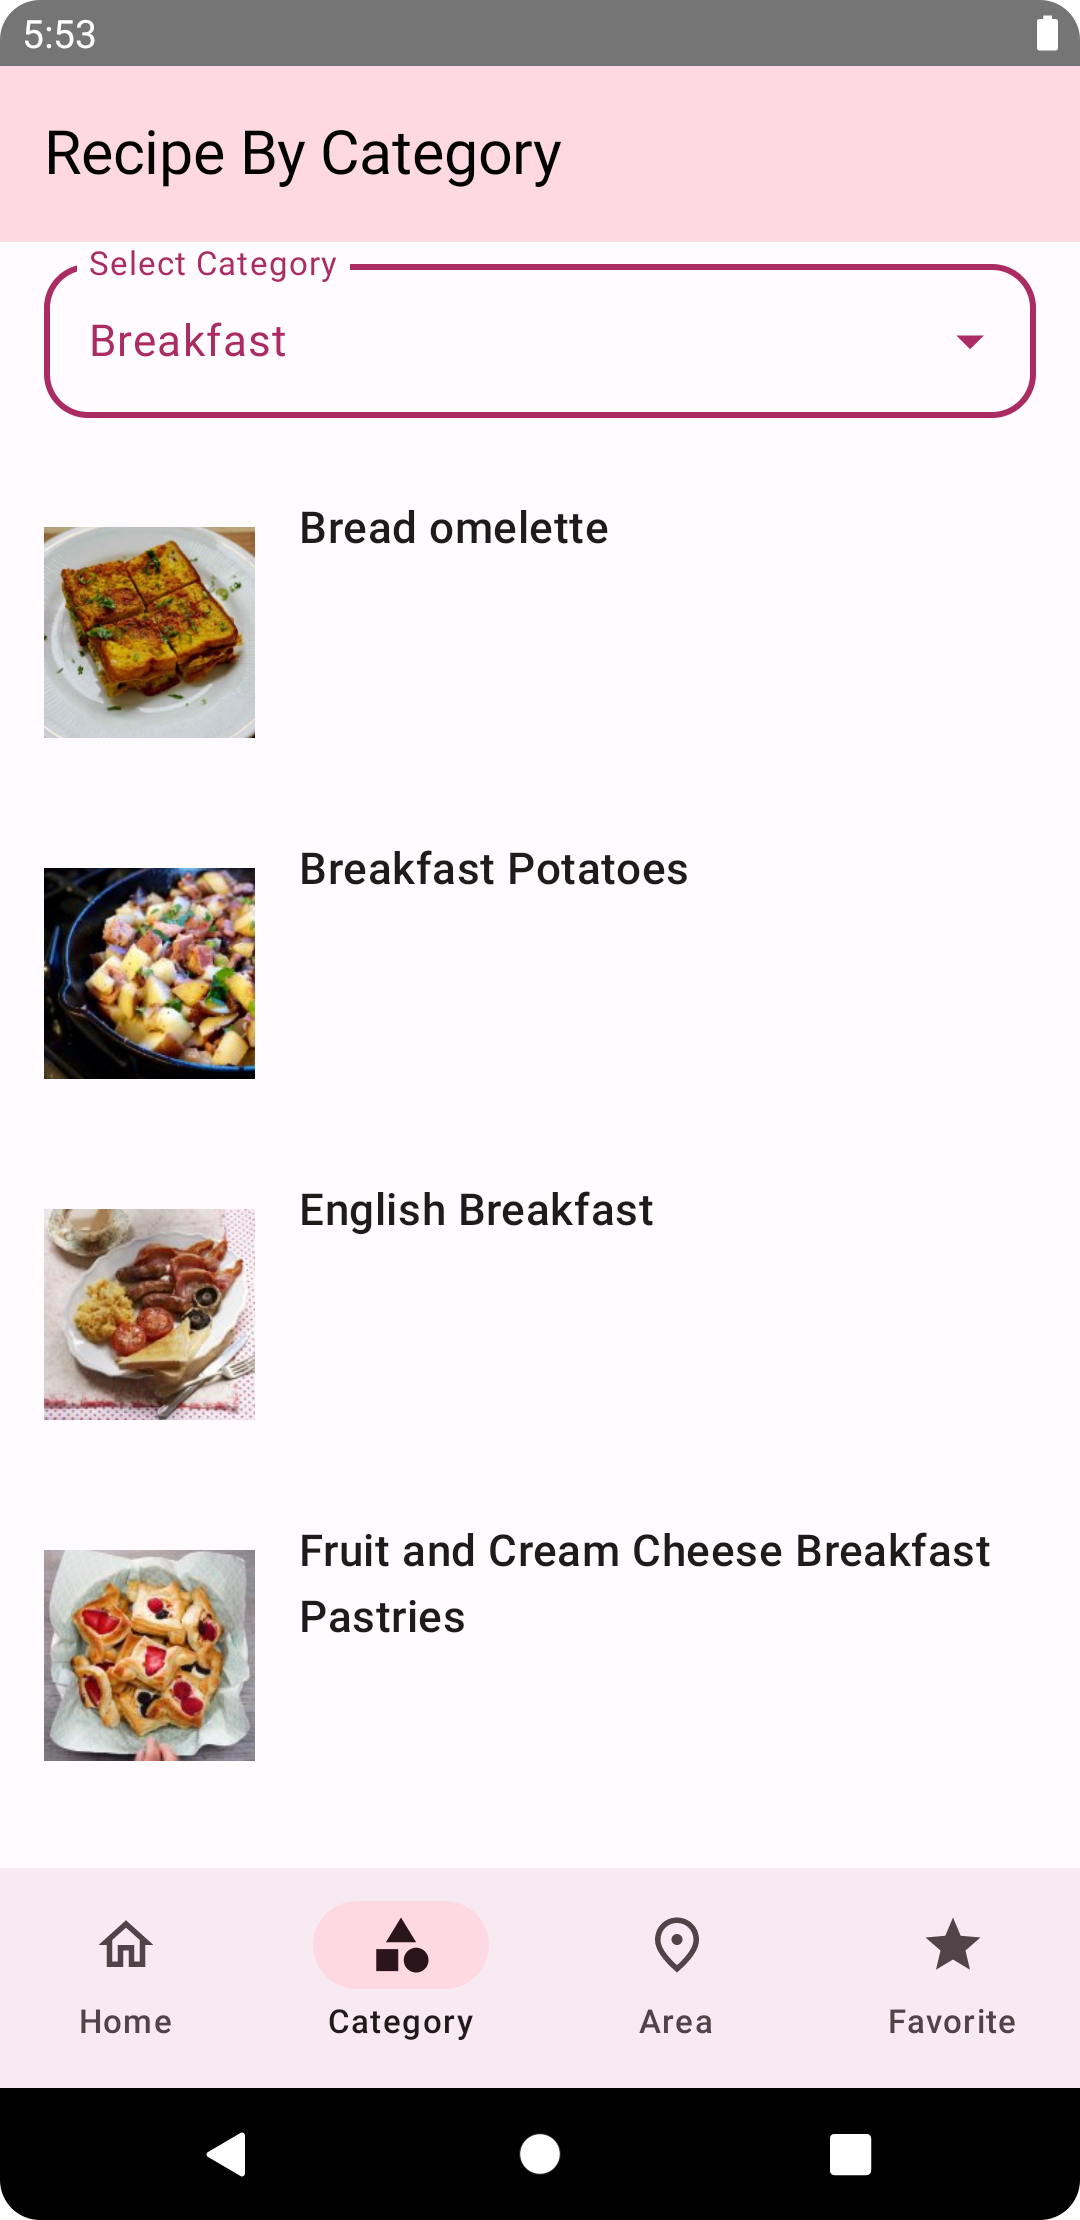 5:53
Recipe By Category
Select Category
Breakfast
Bread omelette
Breakfast Potatoes
English Breakfast
Fruit and Cream Cheese Breakfast
Pastries
Home
Category
Area
Favorite